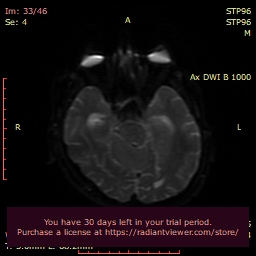 Im: 33/46
Se: 4
A
STP96
STP96
M
Ax DWI B 1000
R
L
You have 30 days left in your trial period.
Purchase a license at https://radiantviewer.com/store/